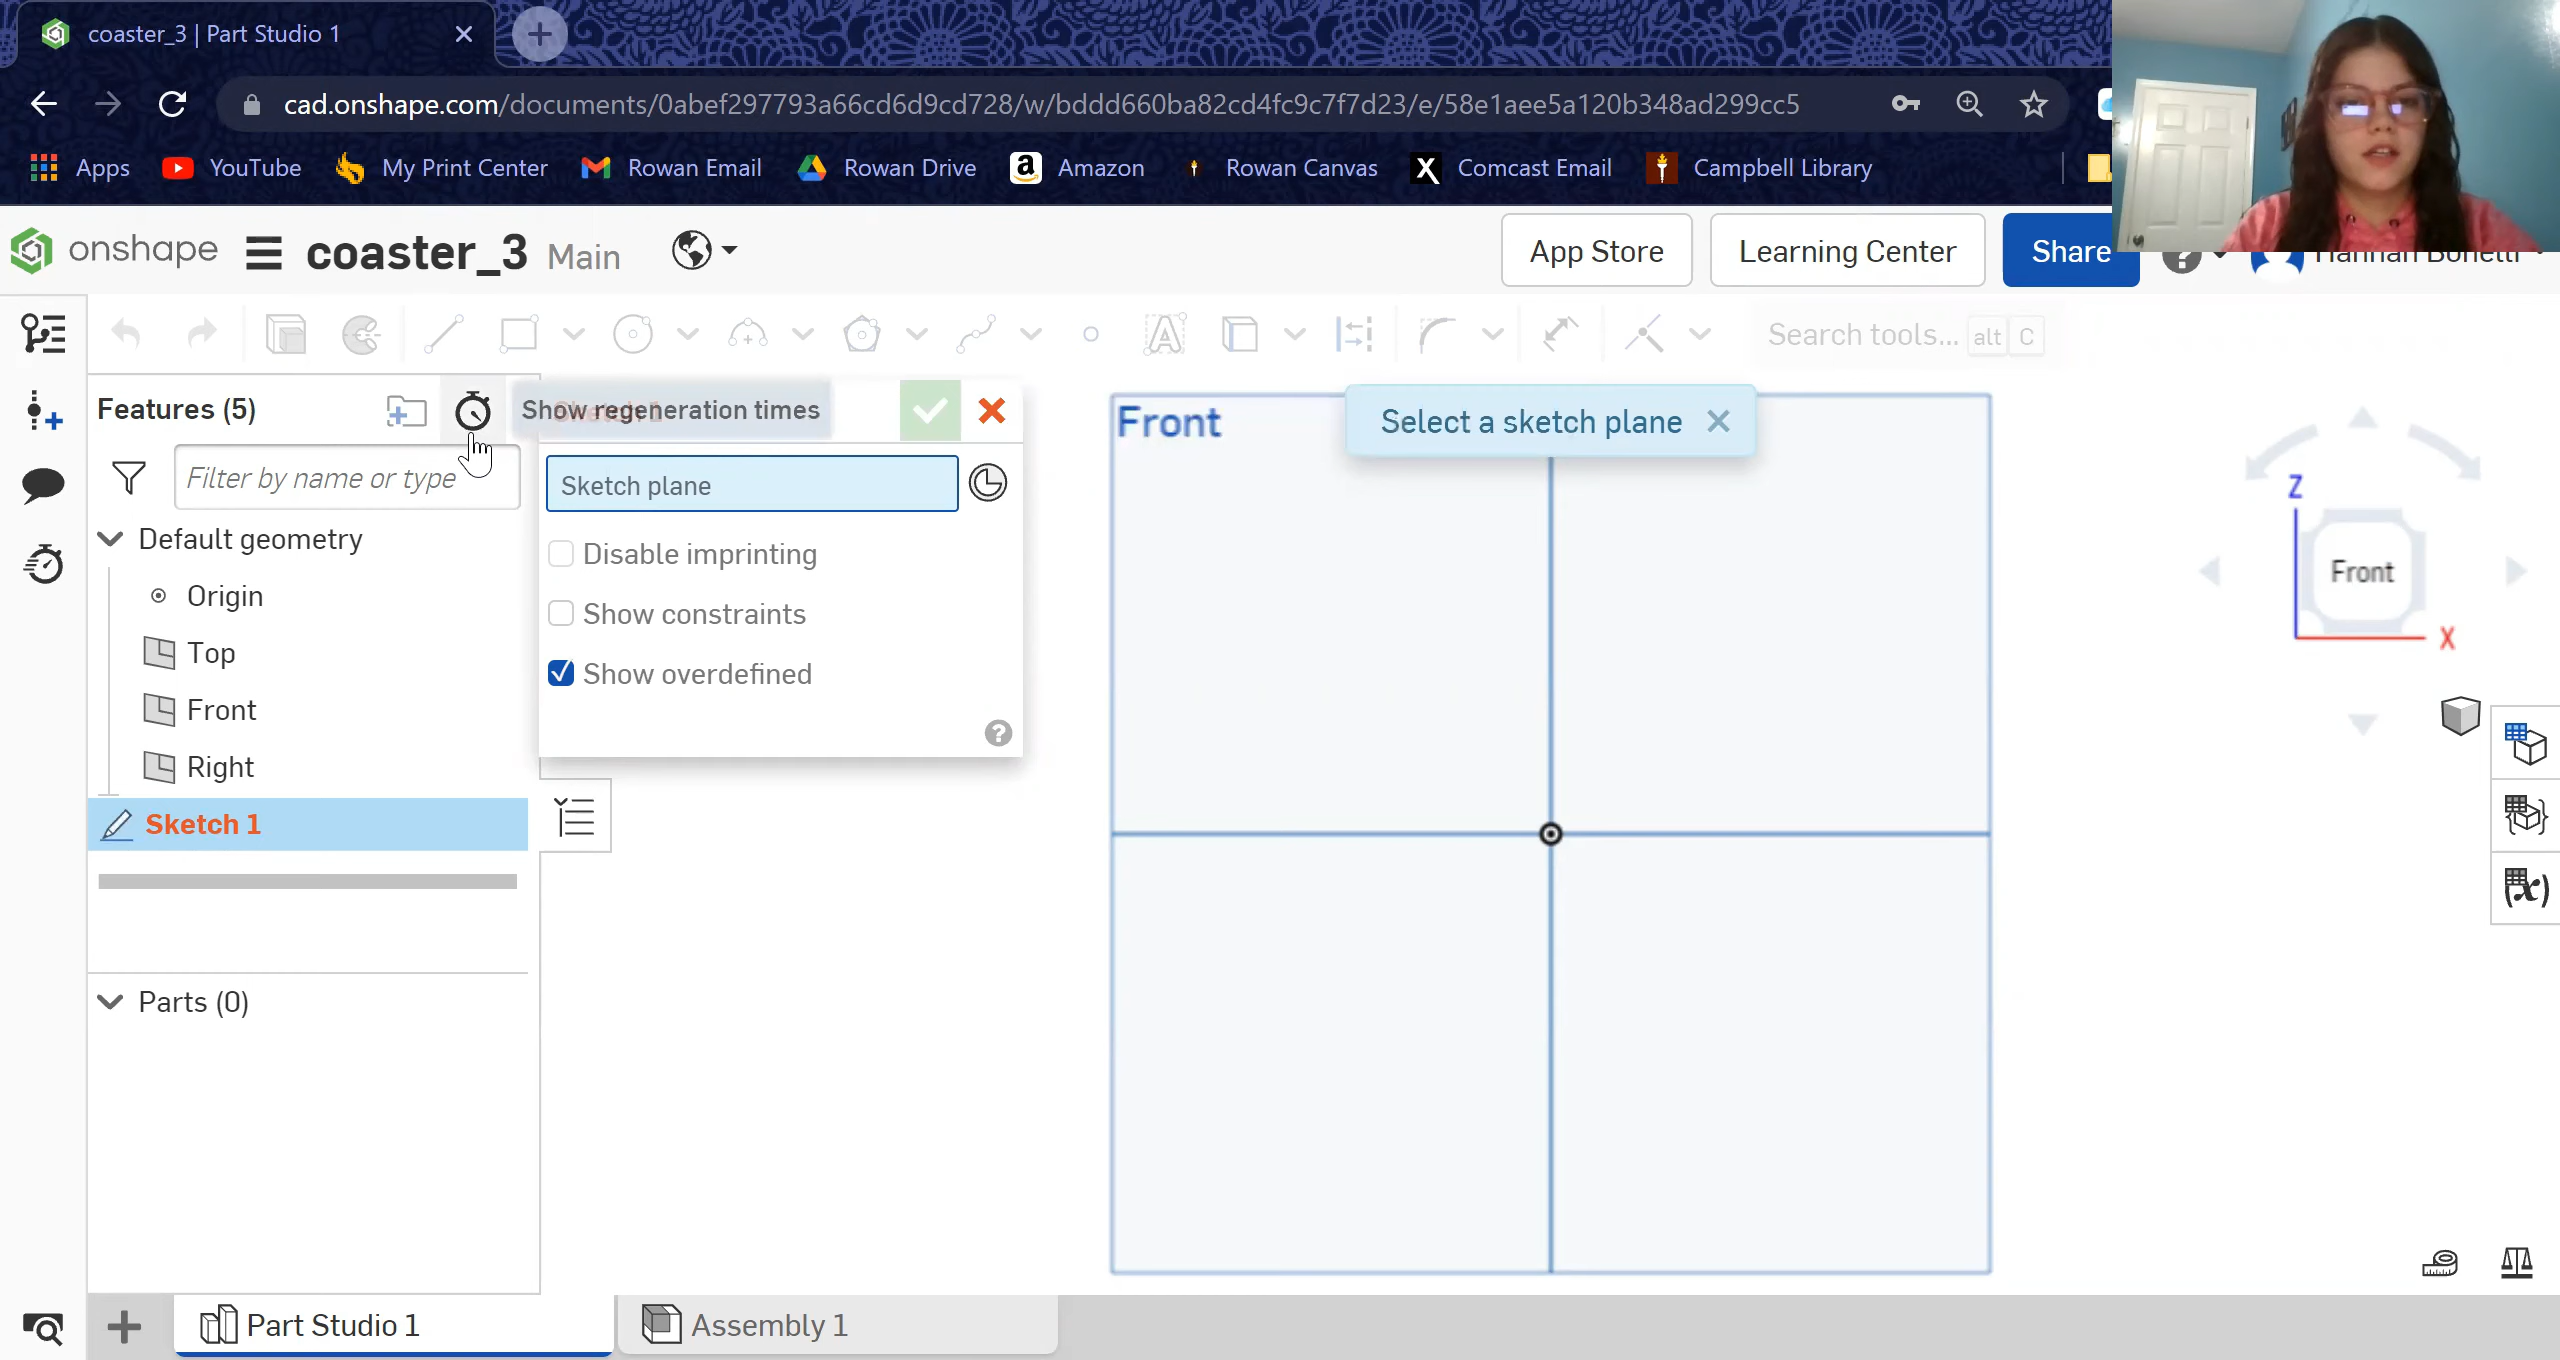 coaster_3 | Part Studio 1
cad.onshape.com/documents/0abef297793a66cd6d9cd728/w/bddd660ba82cd4fc9c7f7d23/e/58e1aee5a120b348ad299cc5
Apps YouTube My Print Center Rowan Email Rowan Drive Amazon Rowan Canvas Comcast Email Campbell Library
onshape coaster_3 Main App Store Learning Center Share Hannah Bonetti
Search tools... alt C
Features (5)
Show regeneration times
Sketch 1
Filter by name or type
Sketch plane
Disable imprinting
Show constraints
Show overdefined
Default geometry
Origin
Top
Front
Right
Sketch 1
Parts (0)
Front
Select a sketch plane
Z
Front
X
Part Studio 1
Assembly 1